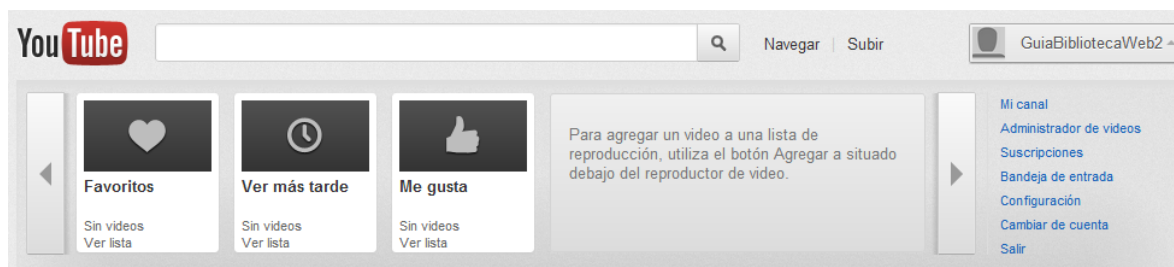 YouTube
Navegar
Subir
GuiaBibliotecaWeb2
Favoritos
Sin videos
Ver lista
Ver más tarde
Sin videos
Ver lista
Me gusta
Sin videos
Ver lista
Para agregar un video a una lista de
reproducción, utiliza el botón Agregar a situado
debajo del reproductor de video.
Mi canal
Administrador de videos
Suscripciones
Bandeja de entrada
Configuración
Cambiar de cuenta
Salir